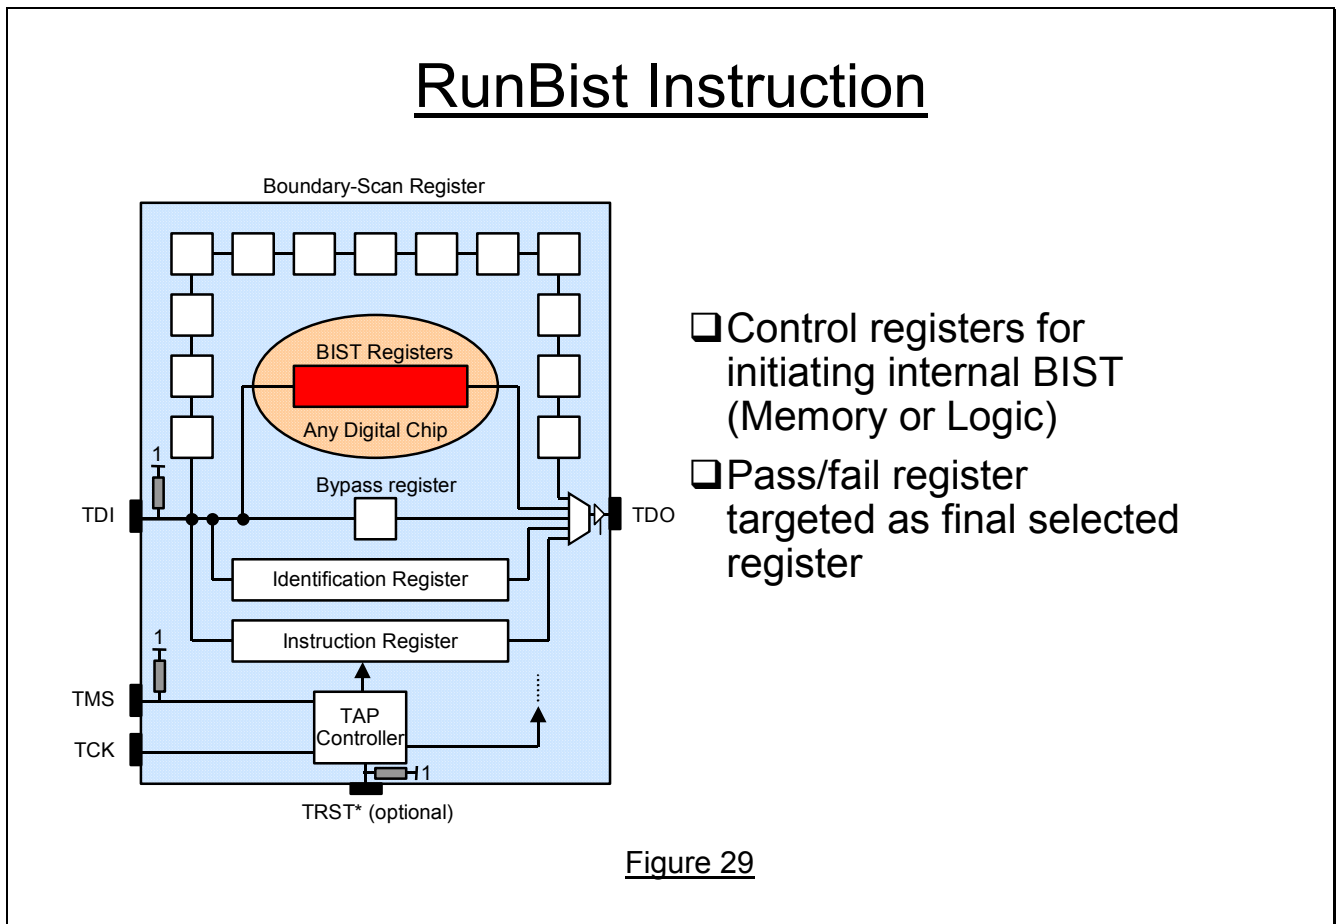 RunBist Instruction
Boundary-Scan Register
BIST Registers
Any Digital Chip
1
Bypass register
TDI
TDO
Identification Register
1
Instruction Register
TMS
TAP
Controller
TCK
1
TRST* (optional)
❑Control registers for
initiating internal BIST
(Memory or Logic)
❑Pass/fail register
targeted as final selected
register
Figure 29